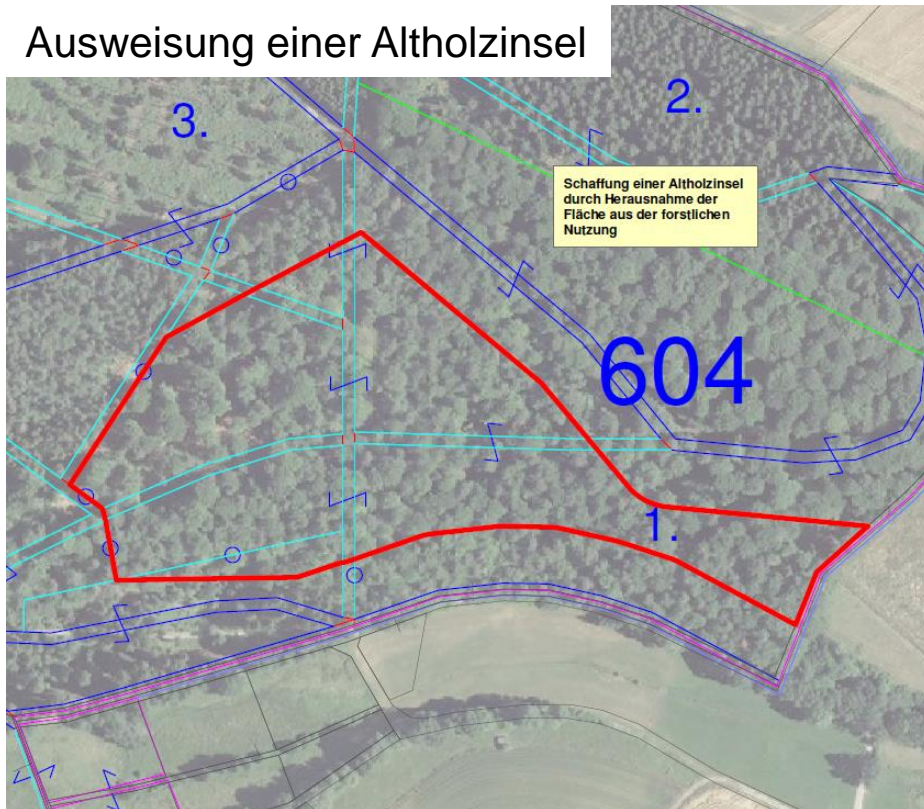 Ausweisung einer Altholzinsel
3.
2.
Schaffung einer Altholzinsel
durch Herausnahme der
Fläche aus der forstlichen
Nutzung
604
1.